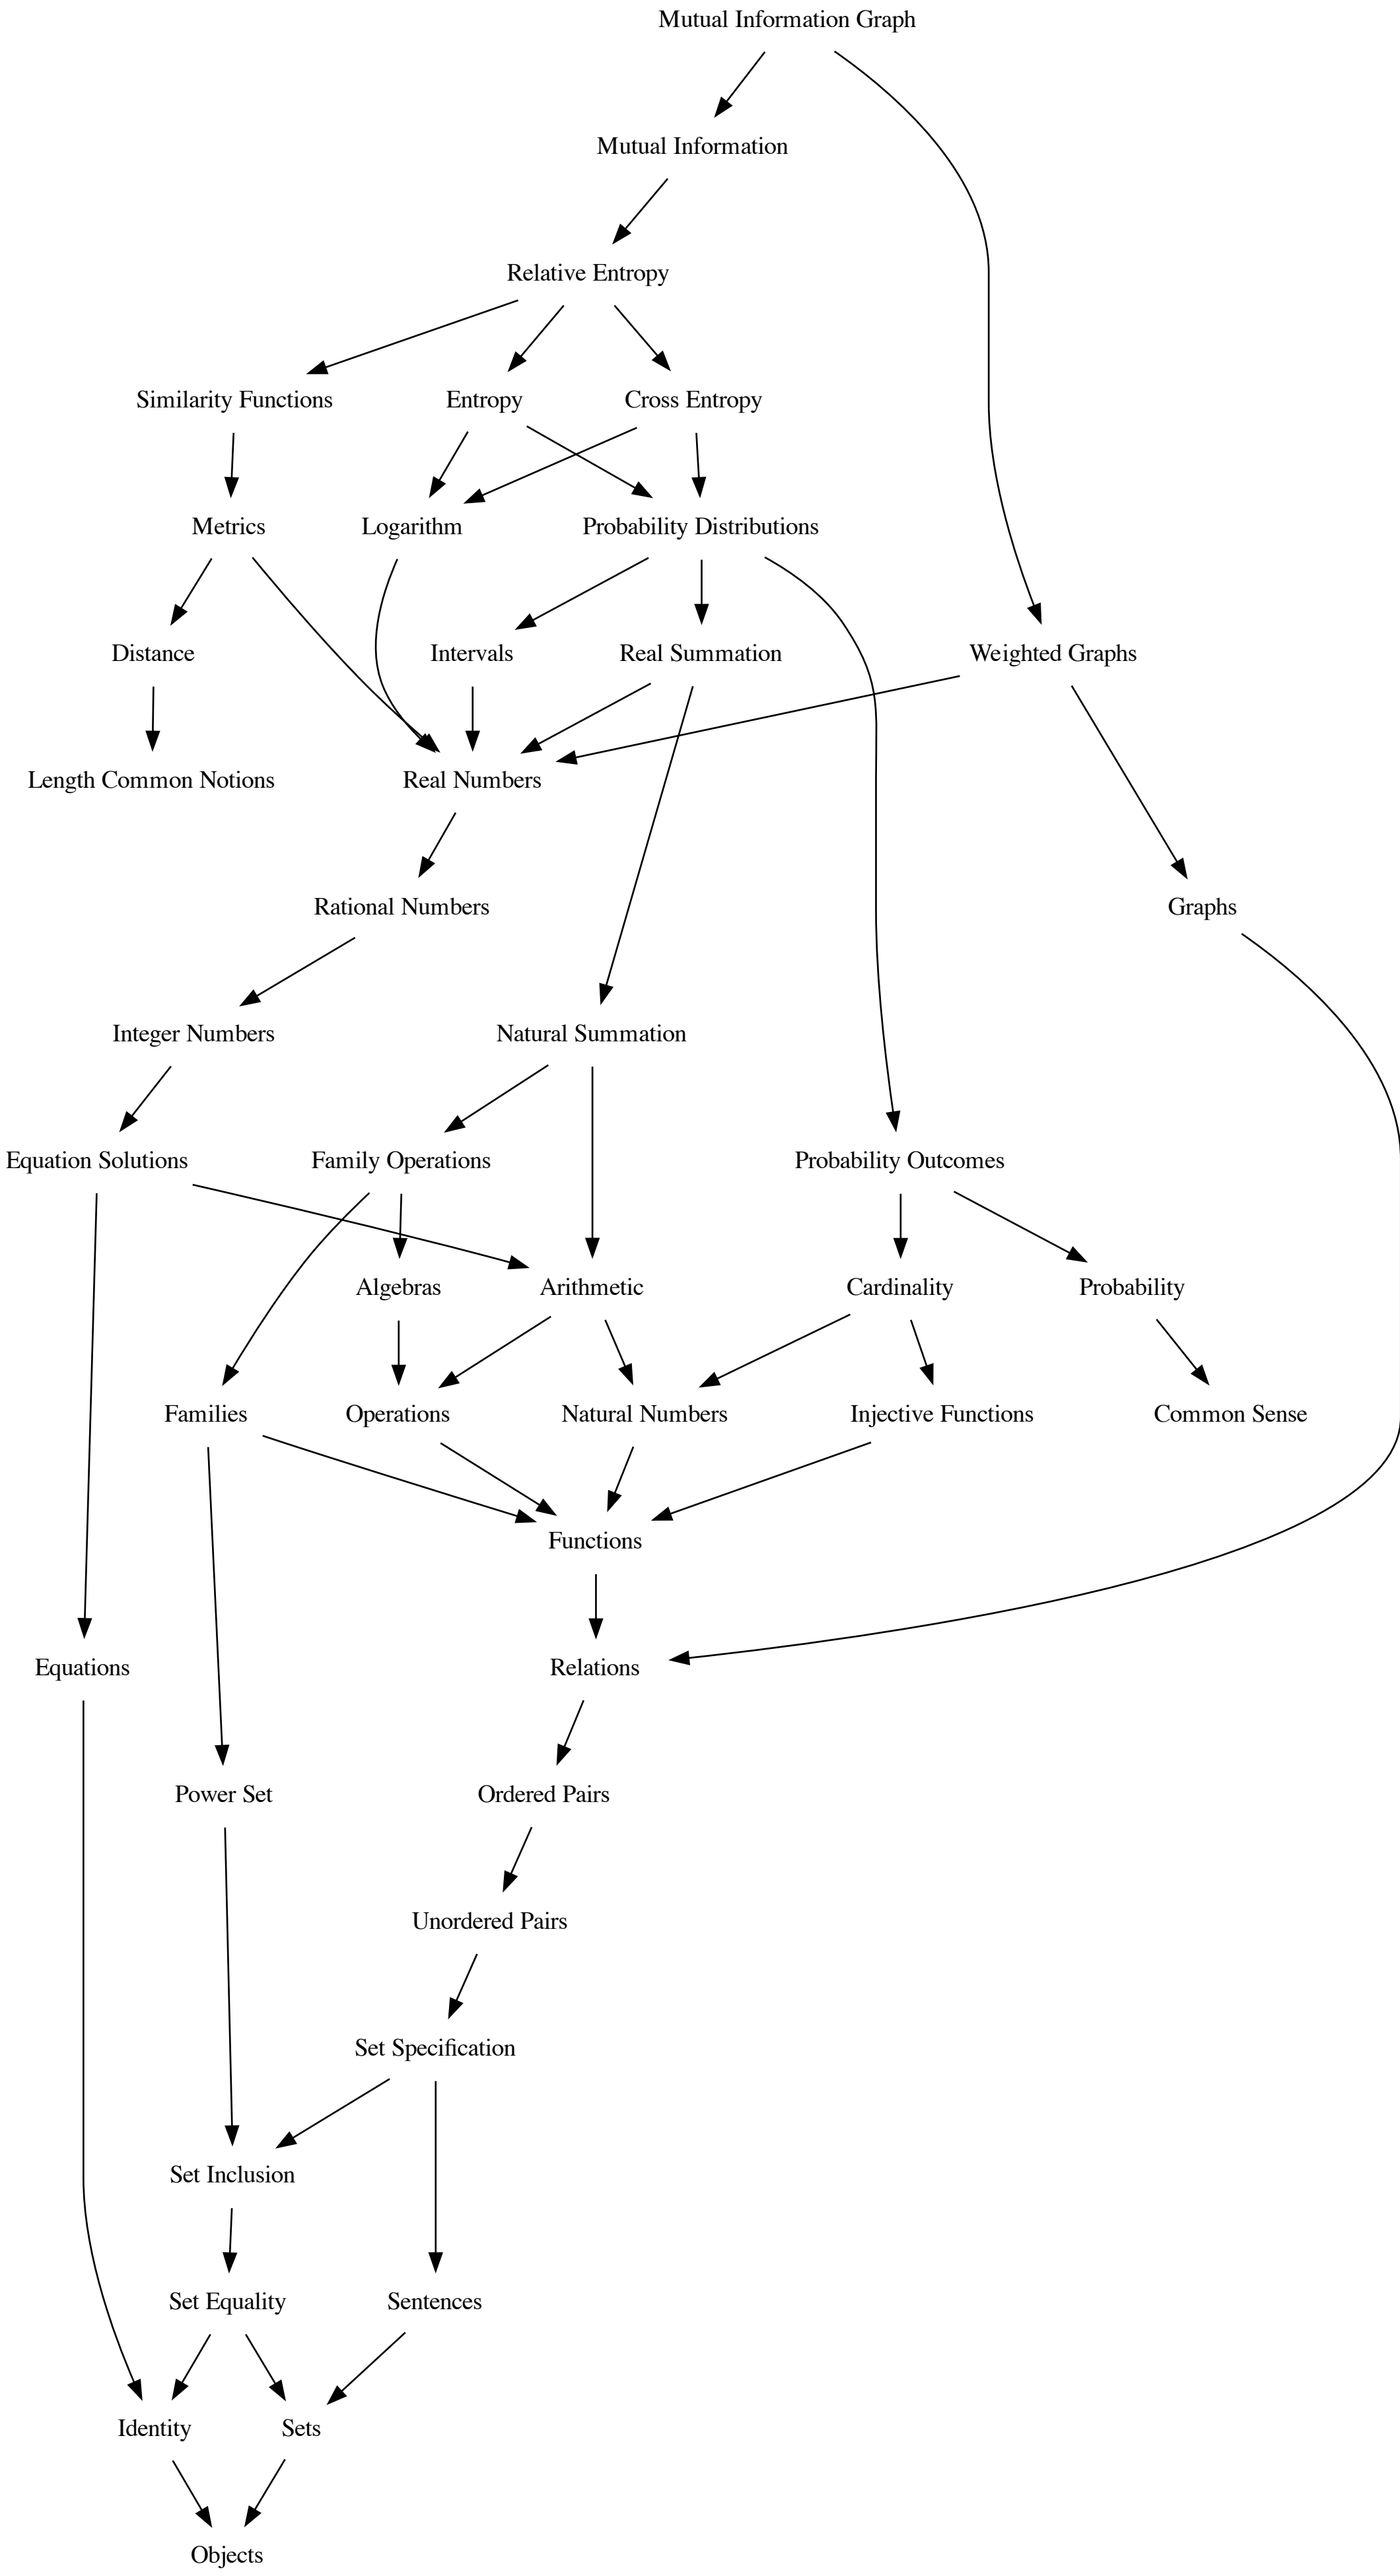 Mutual Information Graph
Mutual Information
Relative Entropy
Similarity Functions
Entropy
Cross Entropy
Metrics
Logarithm
Probability Distributions
Distance
Intervals
Real Summation
Weighted Graphs
Length Common Notions
Real Numbers
Rational Numbers
Graphs
Integer Numbers
Natural Summation
Equation Solutions
Family Operations
Probability Outcomes
Algebras
Arithmetic
Cardinality
Probability
Families
Operations
Natural Numbers
Injective Functions
Common Sense
Functions
Equations
Relations
Power Set
Ordered Pairs
Unordered Pairs
Set Specification
Set Inclusion
Set Equality
Sentences
Identity
Sets
Objects